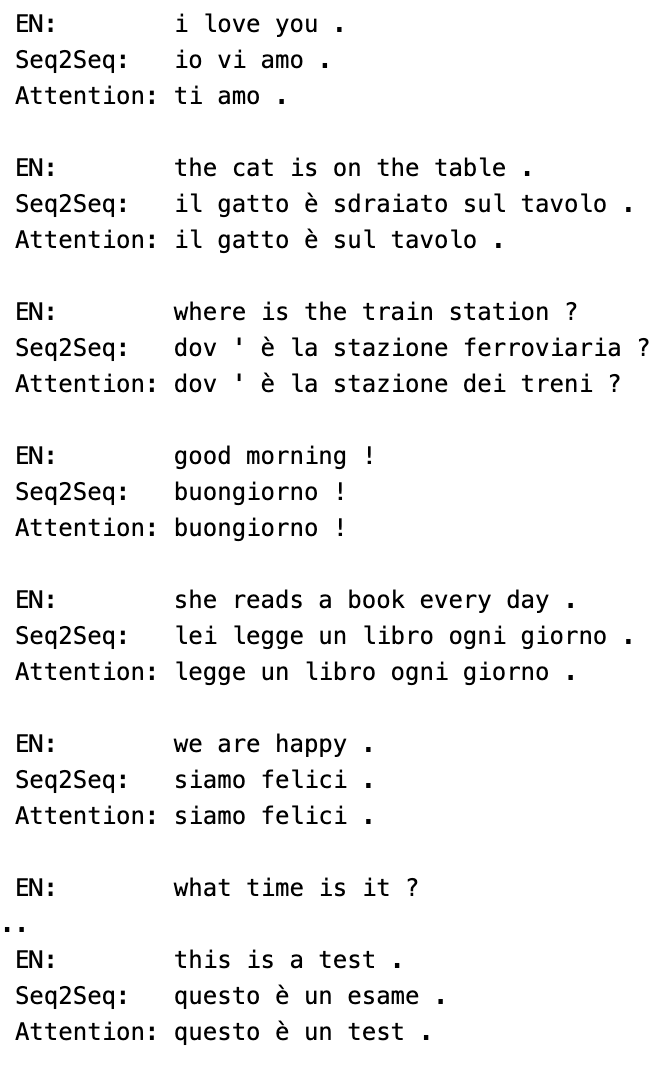 EN: i love you .
Seq2Seq: io vi amo .
Attention: ti amo .
EN: the cat is on the table .
Seq2Seq: il gatto è sdraiato sul tavolo .
Attention: il gatto è sul tavolo .
EN: where is the train station ?
Seq2Seq: dov ' è la stazione ferroviaria ?
Attention: dov ' è la stazione dei treni ?
EN: good morning !
Seq2Seq: buongiorno !
Attention: buongiorno !
EN: she reads a book every day .
Seq2Seq: lei legge un libro ogni giorno .
Attention: legge un libro ogni giorno .
EN: we are happy .
Seq2Seq: siamo felici .
Attention: siamo felici .
EN: what time is it ?
..
EN: this is a test .
Seq2Seq: questo è un esame .
Attention: questo è un test .